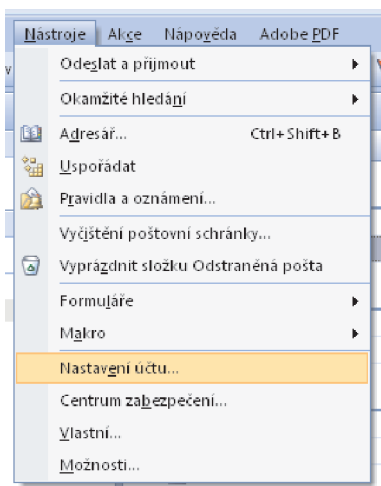 Nástroje Akce Nápověda Adobe PDF
Odeslat a přijmout
Okamžité hledání
Adresář... Ctrl+Shift+B
Uspořádat
Pravidla a oznámení...
Vyčištění poštovní schránky...
Vyprázdnit složku Odstraněná pošta
Formuláře
Makro
Nastavení účtu...
Centrum zabezpečení...
Vlastní...
Možnosti...